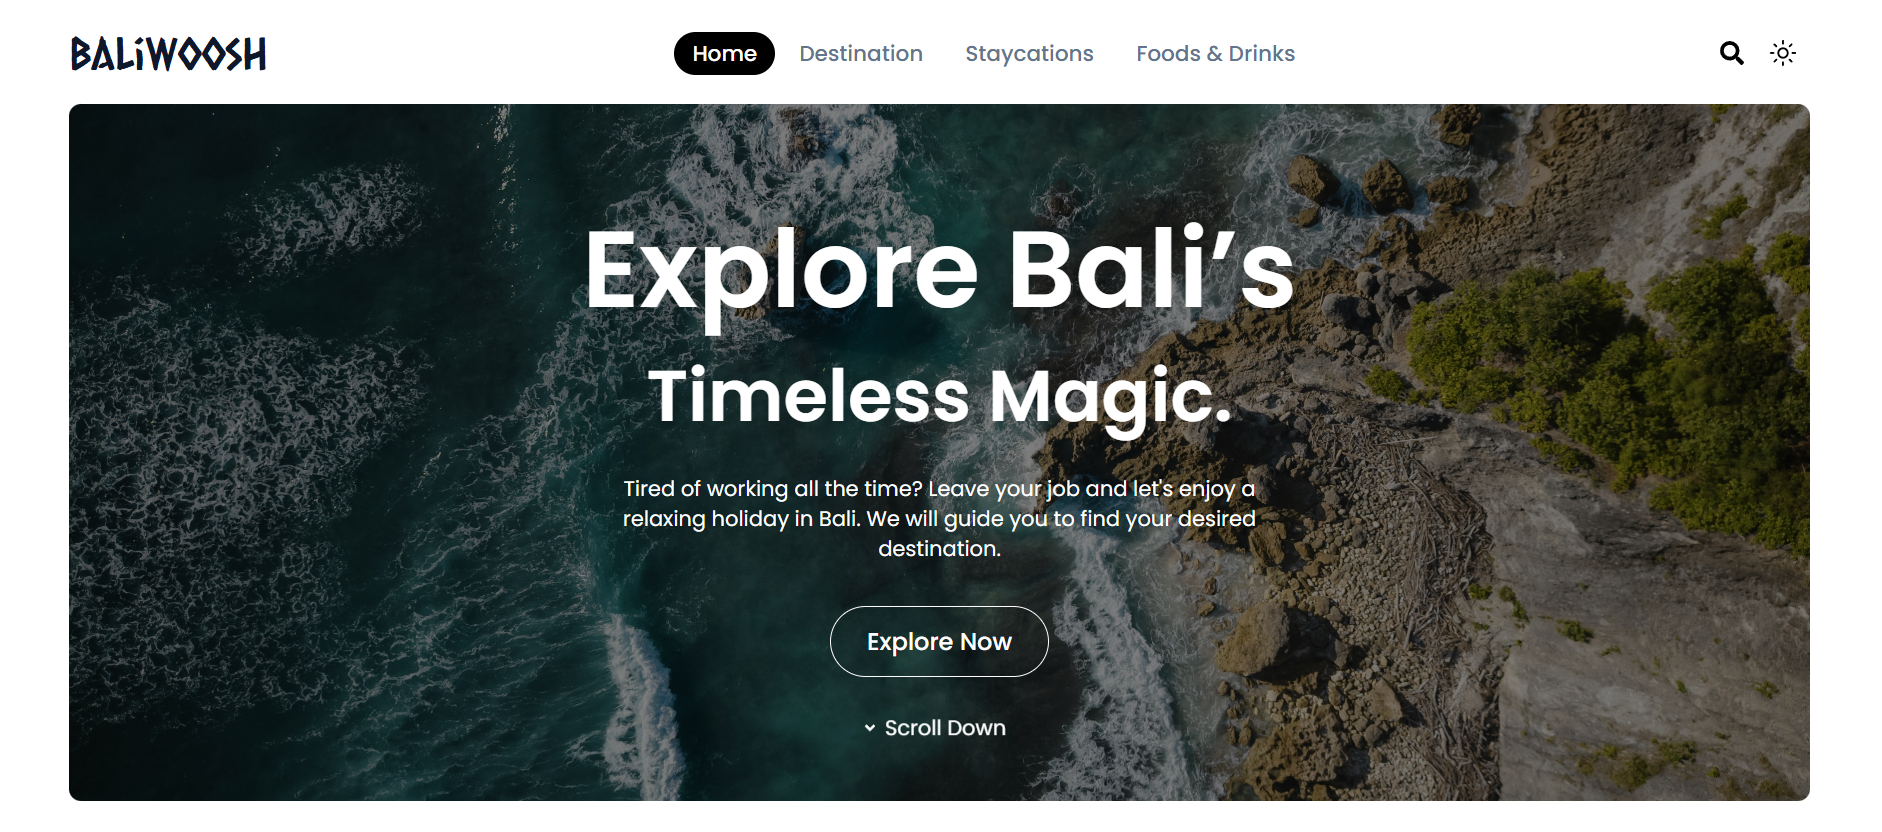 BALiWOOSH
Home
Destination
Staycations
Foods & Drinks
Explore Bali’s
Timeless Magic.
Tired of working all the time? Leave your job and let's enjoy a
relaxing holiday in Bali. We will guide you to find your desired
destination.
Explore Now
Scroll Down